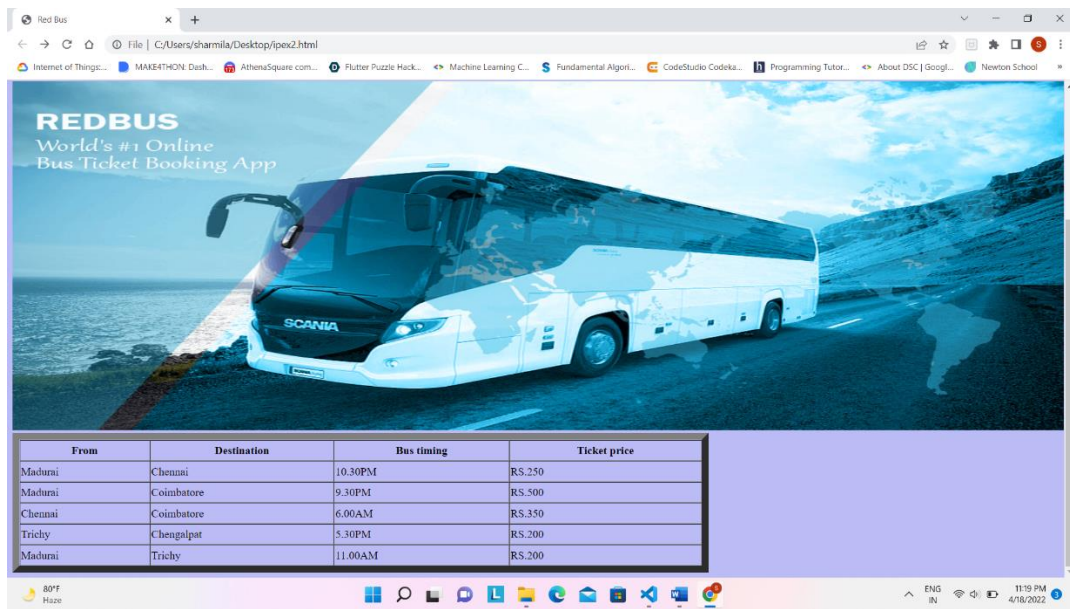 Red Bus
File | C:/Users/sharmila/Desktop/ipex2.html
S
Internet of Things:... MAKE4THON: Dash... AthenaSquare com... Flutter Puzzle Hack... Machine Learning C... Fundamental Algori... CodeStudio Codeka... Programming Tutor... About DSC | Googl... Newton School »
REDBUS
World's #1 Online
Bus Ticket Booking App
SCANIA
From Destination Bus timing Ticket price
Madurai Chennai 10.30PM RS.250
Madurai Coimbatore 9.30PM RS.500
Chennai Coimbatore 6.00AM RS.350
Trichy Chengalpat 5.30PM RS.200
Madurai Trichy 11.00AM RS.200
80°F
Haze
ENG
IN
11:19 PM
4/18/2022
3